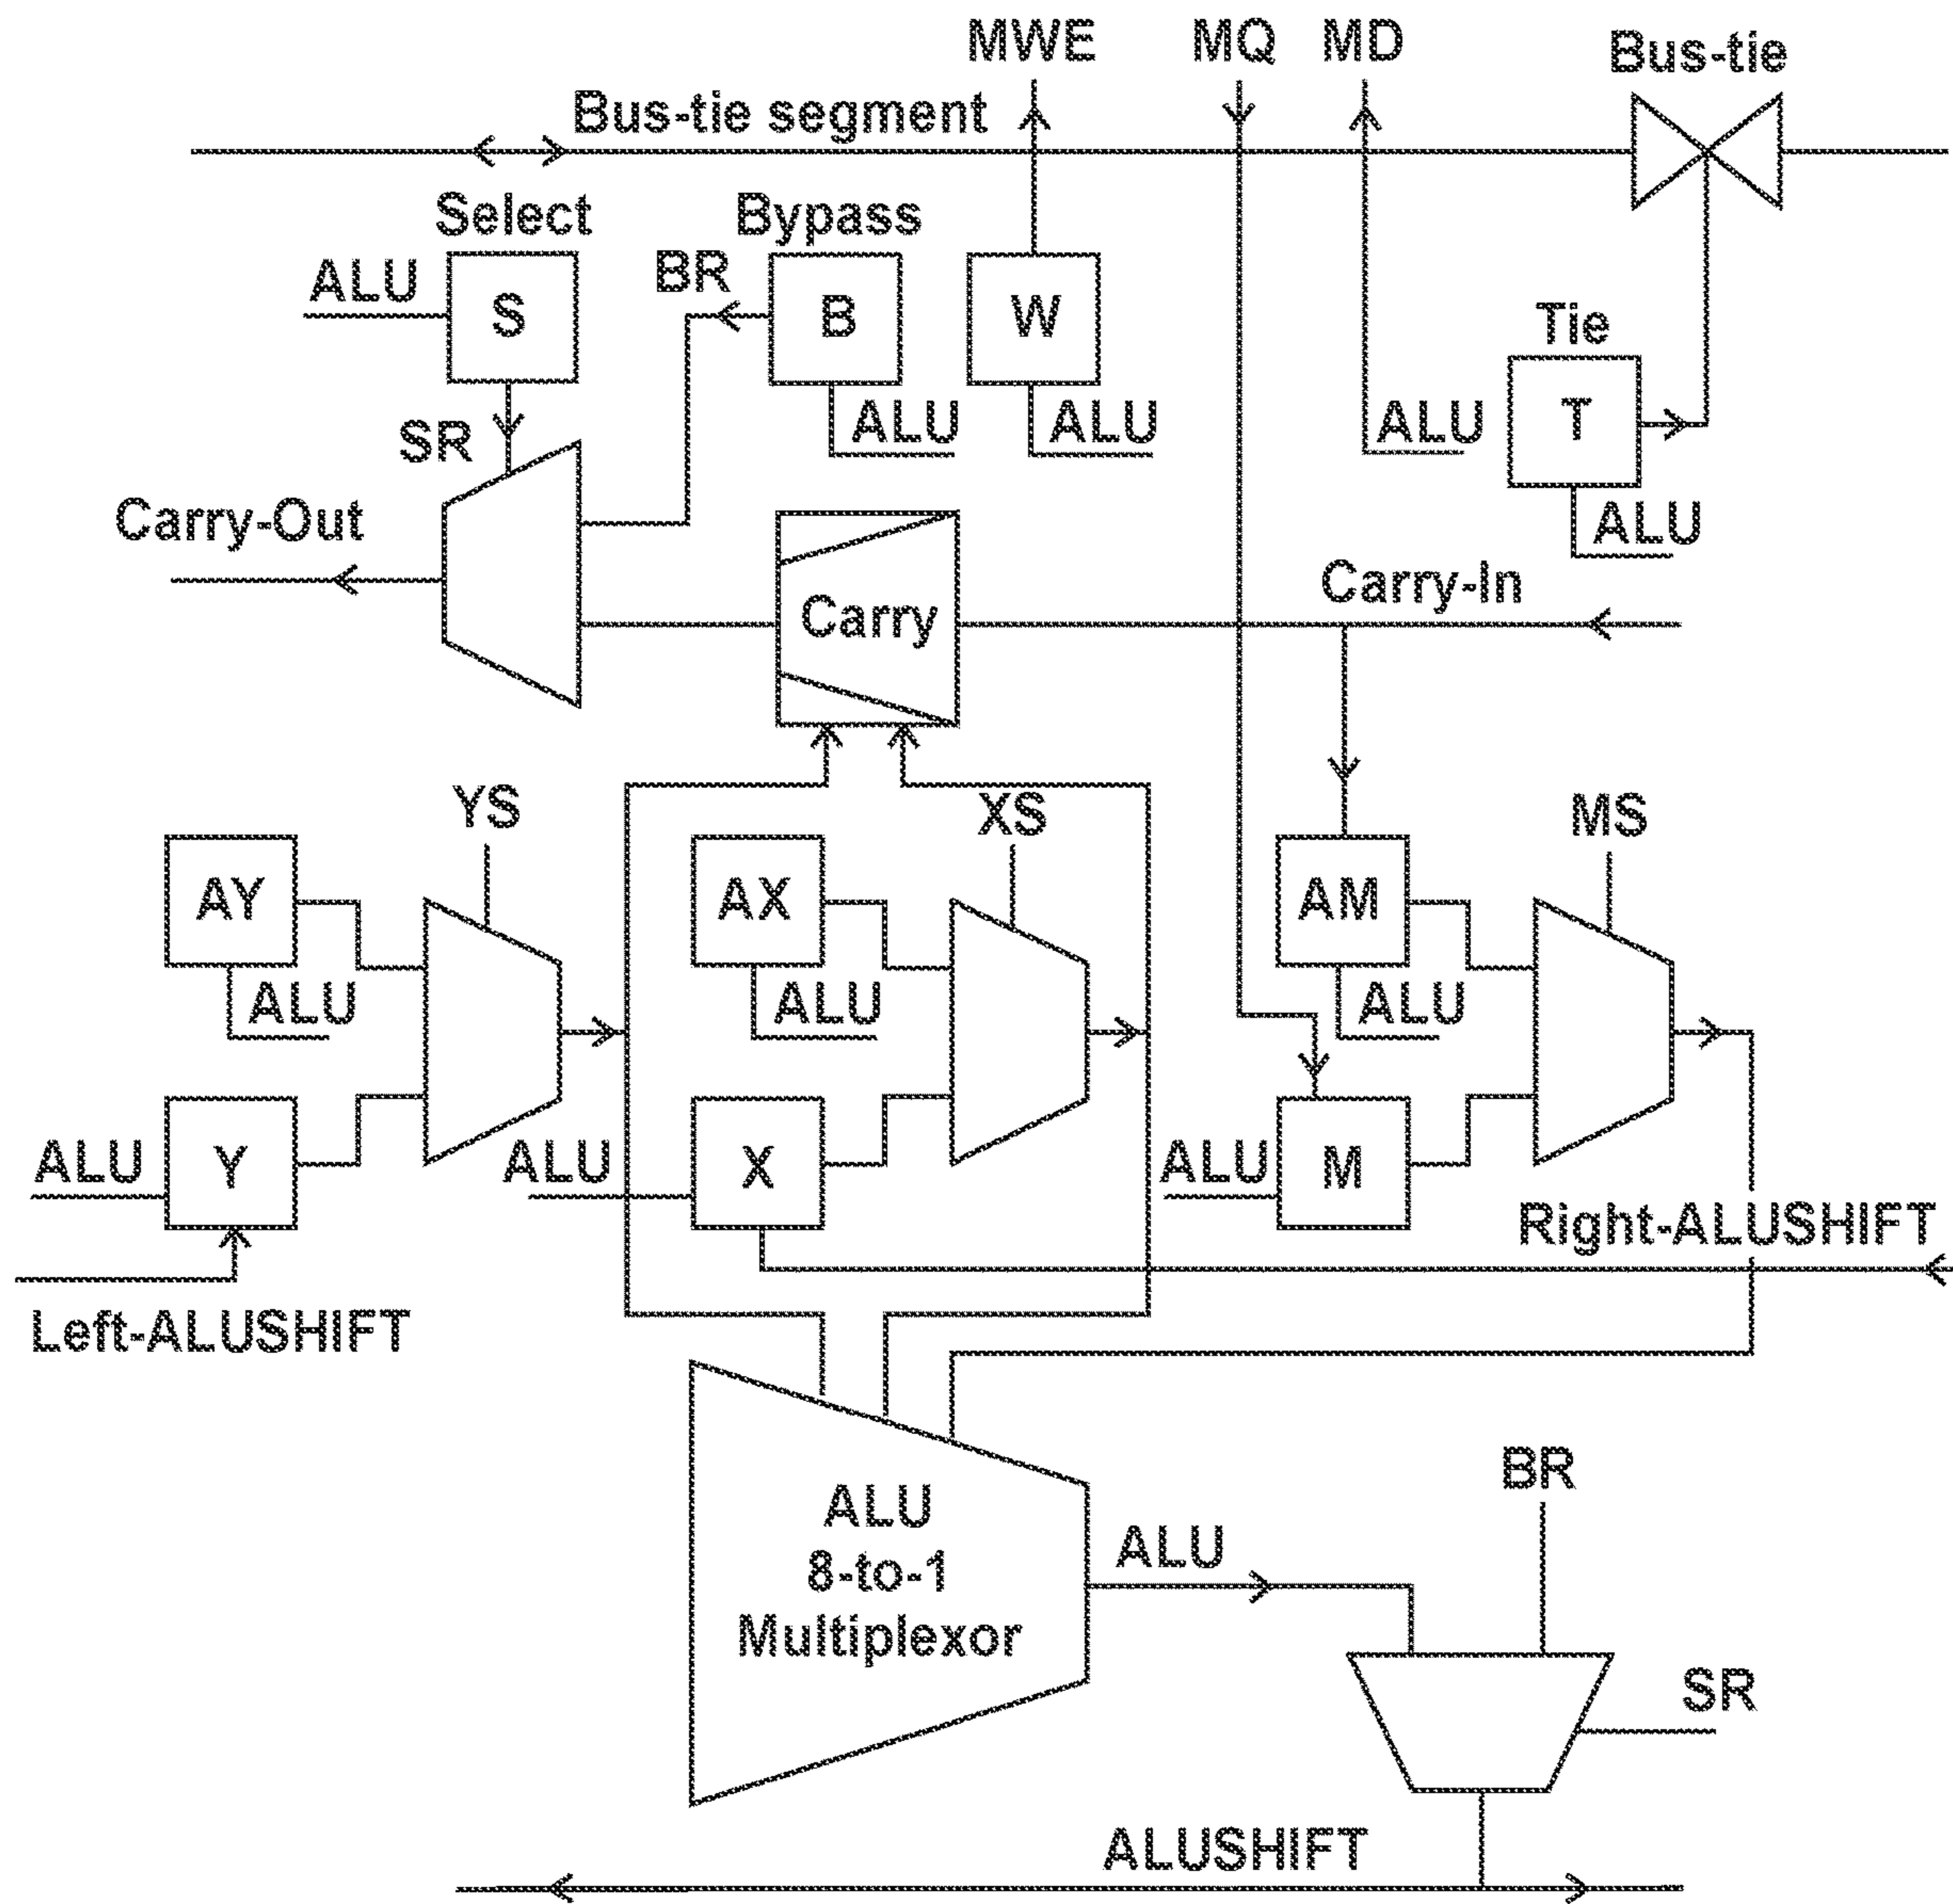 MWE MQ MD Bus-tie
Bus-tie segment
Select Bypass
ALU BR
S B W
Tie
T
SR ALU ALU ALU
Carry-Out ALU
Carry-In
Carry
YS XS MS
AY AX AM
ALU ALU ALU
ALU Y ALU X ALU M
Right-ALUSHIFT
Left-ALUSHIFT
BR
ALU
8-to-1
Multiplexor
ALU
SR
ALUSHIFT